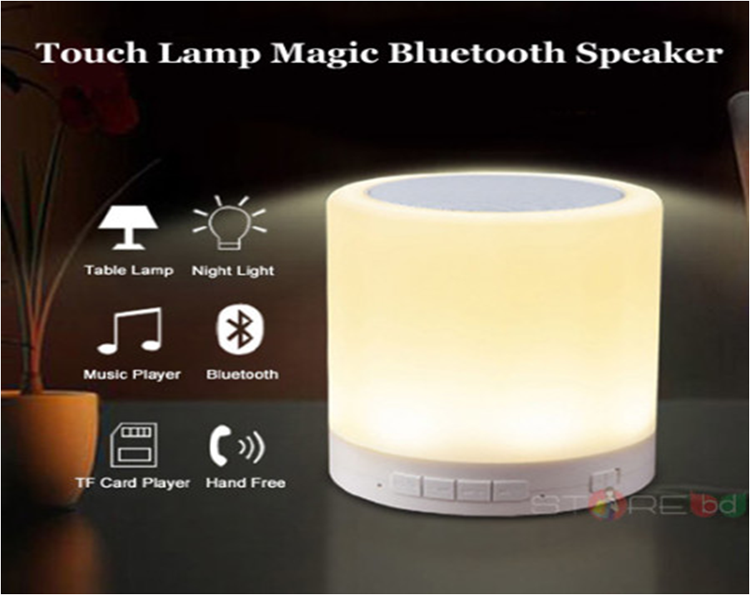 Touch Lamp Magic Bluetooth Speaker
Table Lamp Night Light
Music Player Bluetooth
TF Card Player Hand Free
STORE bd